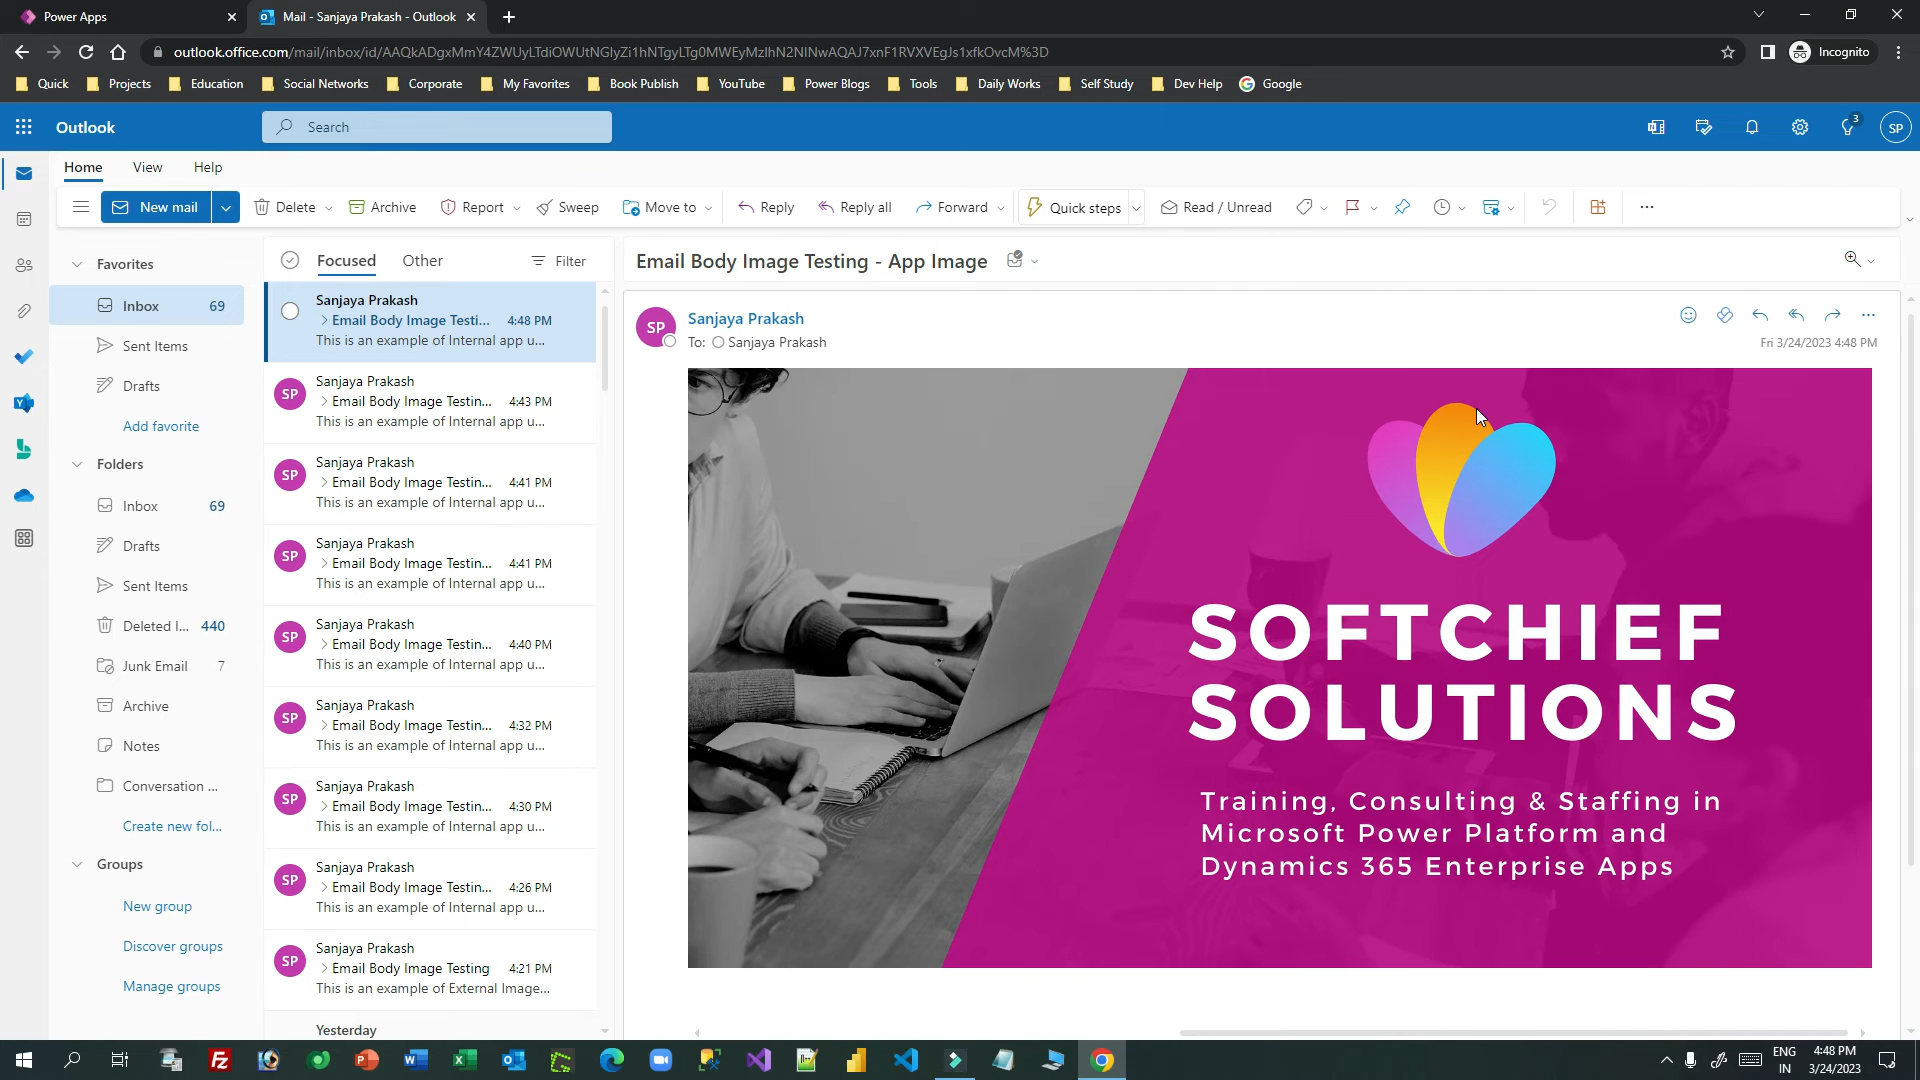 Power Apps
Mail - Sanjaya Prakash - Outlook
outlook.office.com/mail/inbox/id/AAQkADgxMmY4ZWUyLTdiOWUtNGIyZi1hNTgyLTg0MWEyMzlhN2NlNwAQAJ7xnF1RVXVEgJs1xfkOvcM%3D
Incognito
Quick
Projects
Education
Social Networks
Corporate
My Favorites
Book Publish
YouTube
Power Blogs
Tools
Daily Works
Self Study
Dev Help
Google
Outlook
Search
3
SP
Home
View
Help
New mail
Delete
Archive
Report
Sweep
Move to
Reply
Reply all
Forward
Quick steps
Read / Unread
Favorites
Inbox 69
Sent Items
Drafts
Add favorite
Folders
Inbox 69
Drafts
Sent Items
Deleted I... 440
Junk Email 7
Archive
Notes
Conversation ...
Create new fol...
Groups
New group
Discover groups
Manage groups
Focused
Other
Filter
Sanjaya Prakash
Email Body Image Testi... 4:48 PM
This is an example of Internal app u...
SP
Sanjaya Prakash
Email Body Image Testin... 4:43 PM
This is an example of Internal app u...
SP
Sanjaya Prakash
Email Body Image Testin... 4:41 PM
This is an example of Internal app u...
SP
Sanjaya Prakash
Email Body Image Testin... 4:41 PM
This is an example of Internal app u...
SP
Sanjaya Prakash
Email Body Image Testin... 4:40 PM
This is an example of Internal app u...
SP
Sanjaya Prakash
Email Body Image Testin... 4:32 PM
This is an example of Internal app u...
SP
Sanjaya Prakash
Email Body Image Testin... 4:30 PM
This is an example of Internal app u...
SP
Sanjaya Prakash
Email Body Image Testin... 4:26 PM
This is an example of Internal app u...
SP
Sanjaya Prakash
Email Body Image Testing 4:21 PM
This is an example of External Image...
Yesterday
Email Body Image Testing - App Image
SP
Sanjaya Prakash
To: Sanjaya Prakash
Fri 3/24/2023 4:48 PM
SOFTCHIEF
SOLUTIONS
Training, Consulting & Staffing in
Microsoft Power Platform and
Dynamics 365 Enterprise Apps
ENG
IN
4:48 PM
3/24/2023